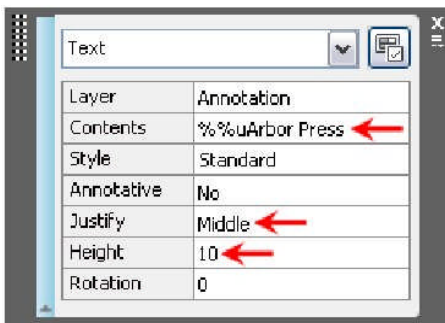 Text
Layer Annotation
Contents %%uArbor Press
Style Standard
Annotative No
Justify Middle
Height 10
Rotation 0